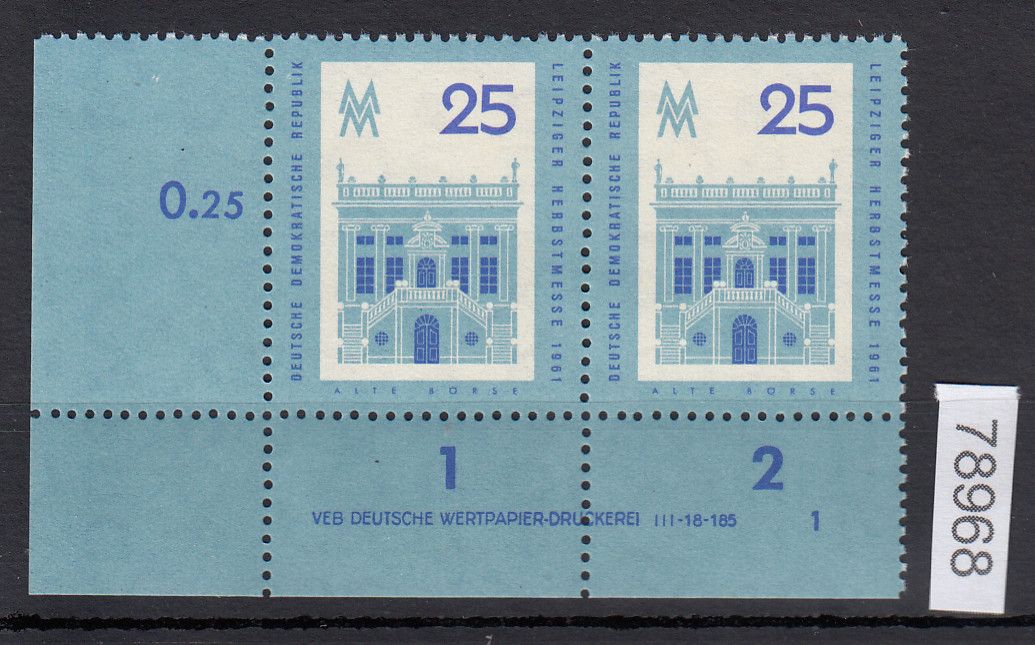 0.25
DEUTSCHE DEMOKRATISCHE REPUBLIK
MM
25
LEIPZIGER HERBSTMESSE 1961
ALTE BÖRSE
DEUTSCHE DEMOKRATISCHE REPUBLIK
MM
25
LEIPZIGER HERBSTMESSE 1961
ALTE BÖRSE
1
2
VEB DEUTSCHE WERTPAPIER-DRUCKEREI III-18-185
1
78968